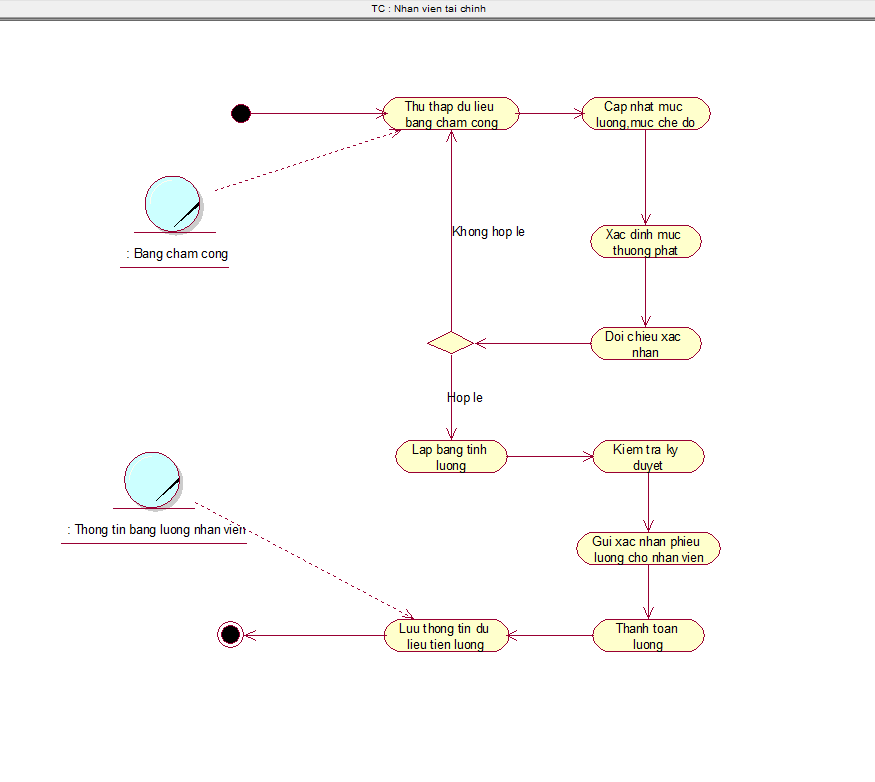 TC : Nhan vien tai chinh
Thu thap du lieu
bang cham cong
Cap nhat muc
luong,muc che do
: Bang cham cong
Khong hop le
Xac dinh muc
thuong phat
Doi chieu xac
nhan
Hop le
Lap bang tinh
luong
Kiem tra ky
duyet
: Thong tin bang luong nhan vien
Gui xac nhan phieu
luong cho nhan vien
Luu thong tin du
lieu tien luong
Thanh toan
luong